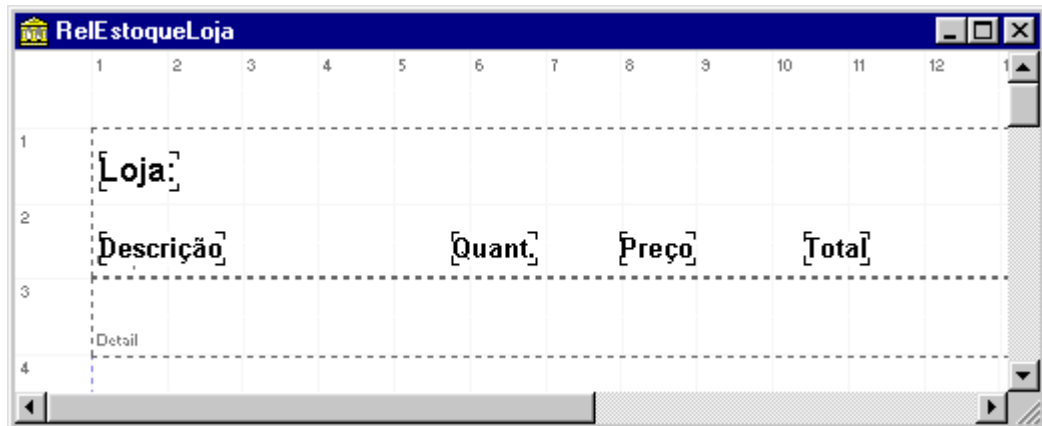 RelEstoqueLoja
1 2 3 4 5 6 7 8 9 10 11 12 1
1
Loja:
2
Descrição Quant. Preço Total
3
Detail
4